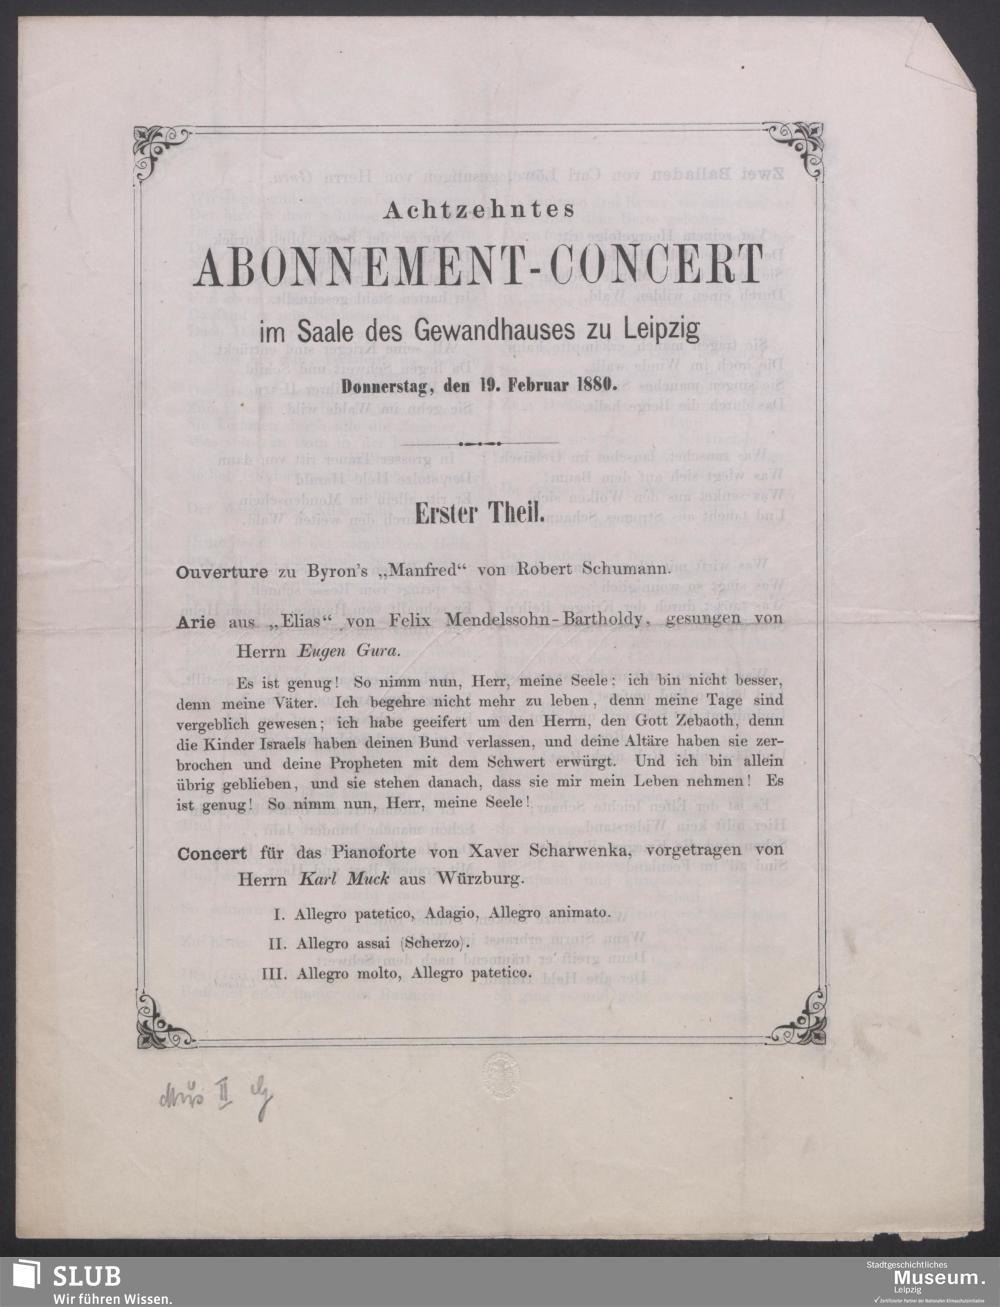 Achtzehntes
ABONNEMENT-CONCERT
im Saale des Gewandhauses zu Leipzig
Donnerstag, den 19. Februar 1880.
Erster Theil.
Ouverture zu Byron's „Manfred“ von Robert Schumann.
Arie aus „Elias“ von Felix Mendelssohn-Bartholdy, gesungen von
Herrn Eugen Gura.
Es ist genug! So nimm nun, Herr, meine Seele: ich bin nicht besser,
denn meine Väter. Ich begehre nicht mehr zu leben, denn meine Tage sind
vergeblich gewesen; ich habe geeifert um den Herrn, den Gott Zebaoth, denn
die Kinder Israels haben deinen Bund verlassen, und deine Altäre haben sie zer-
brochen und deine Propheten mit dem Schwert erwürgt. Und ich bin allein
übrig geblieben, und sie stehen danach, dass sie mir mein Leben nehmen! Es
ist genug! So nimm nun, Herr, meine Seele!
Concert für das Pianoforte von Xaver Scharwenka, vorgetragen von
Herrn Karl Muck aus Würzburg.
I. Allegro patetico, Adagio, Allegro animato.
II. Allegro assai (Scherzo).
III. Allegro molto, Allegro patetico.
II
SLUB
Wir führen Wissen.
Stadtgeschichtliches
Museum.
Leipzig
Zertifizierter Partner der Nationalen Klimaschutzinitiative